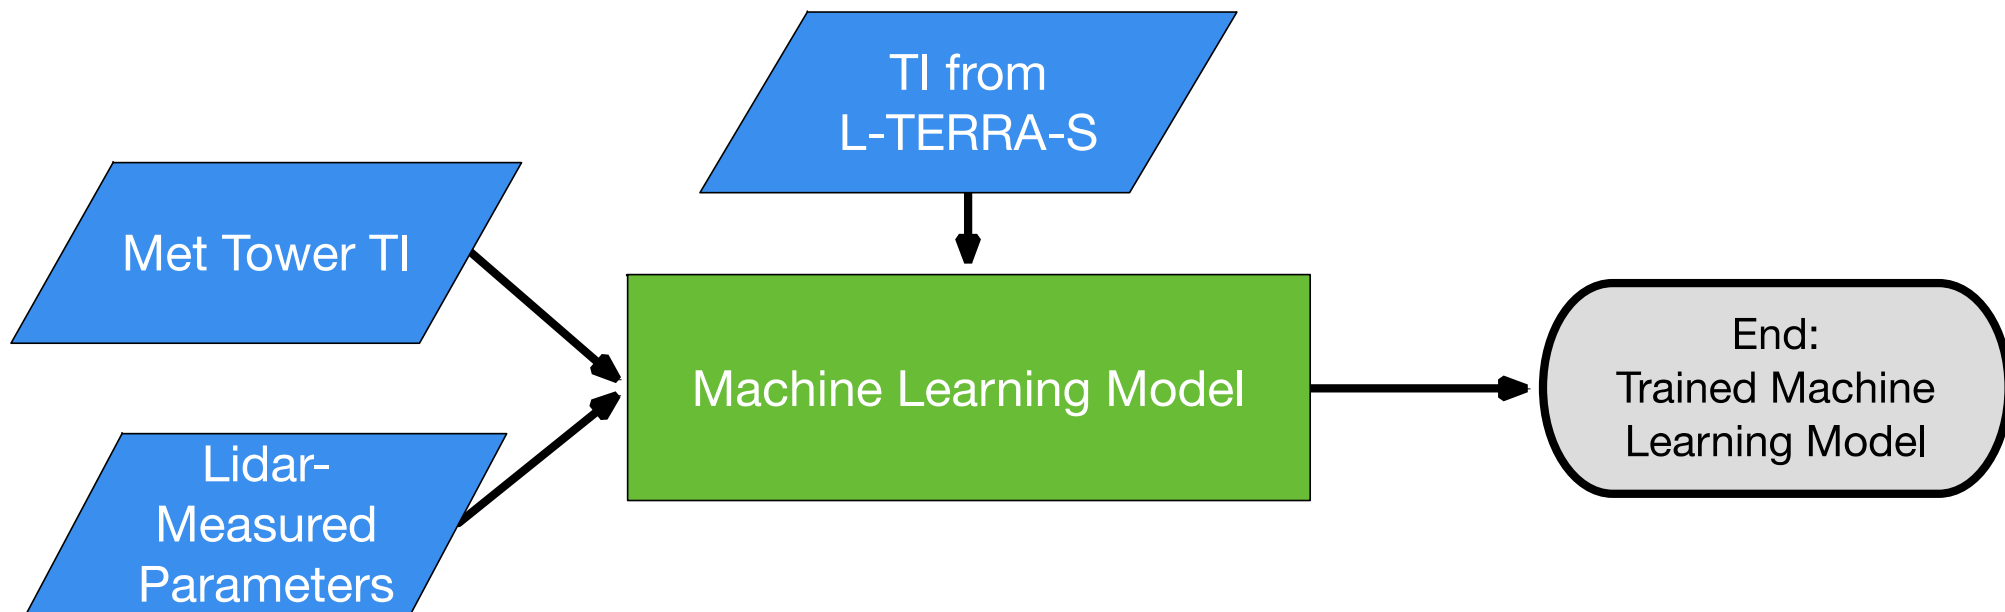 TI from
L-TERRA-S
Met Tower TI
Machine Learning Model
Lidar-
Measured
Parameters
End:
Trained Machine
Learning Model